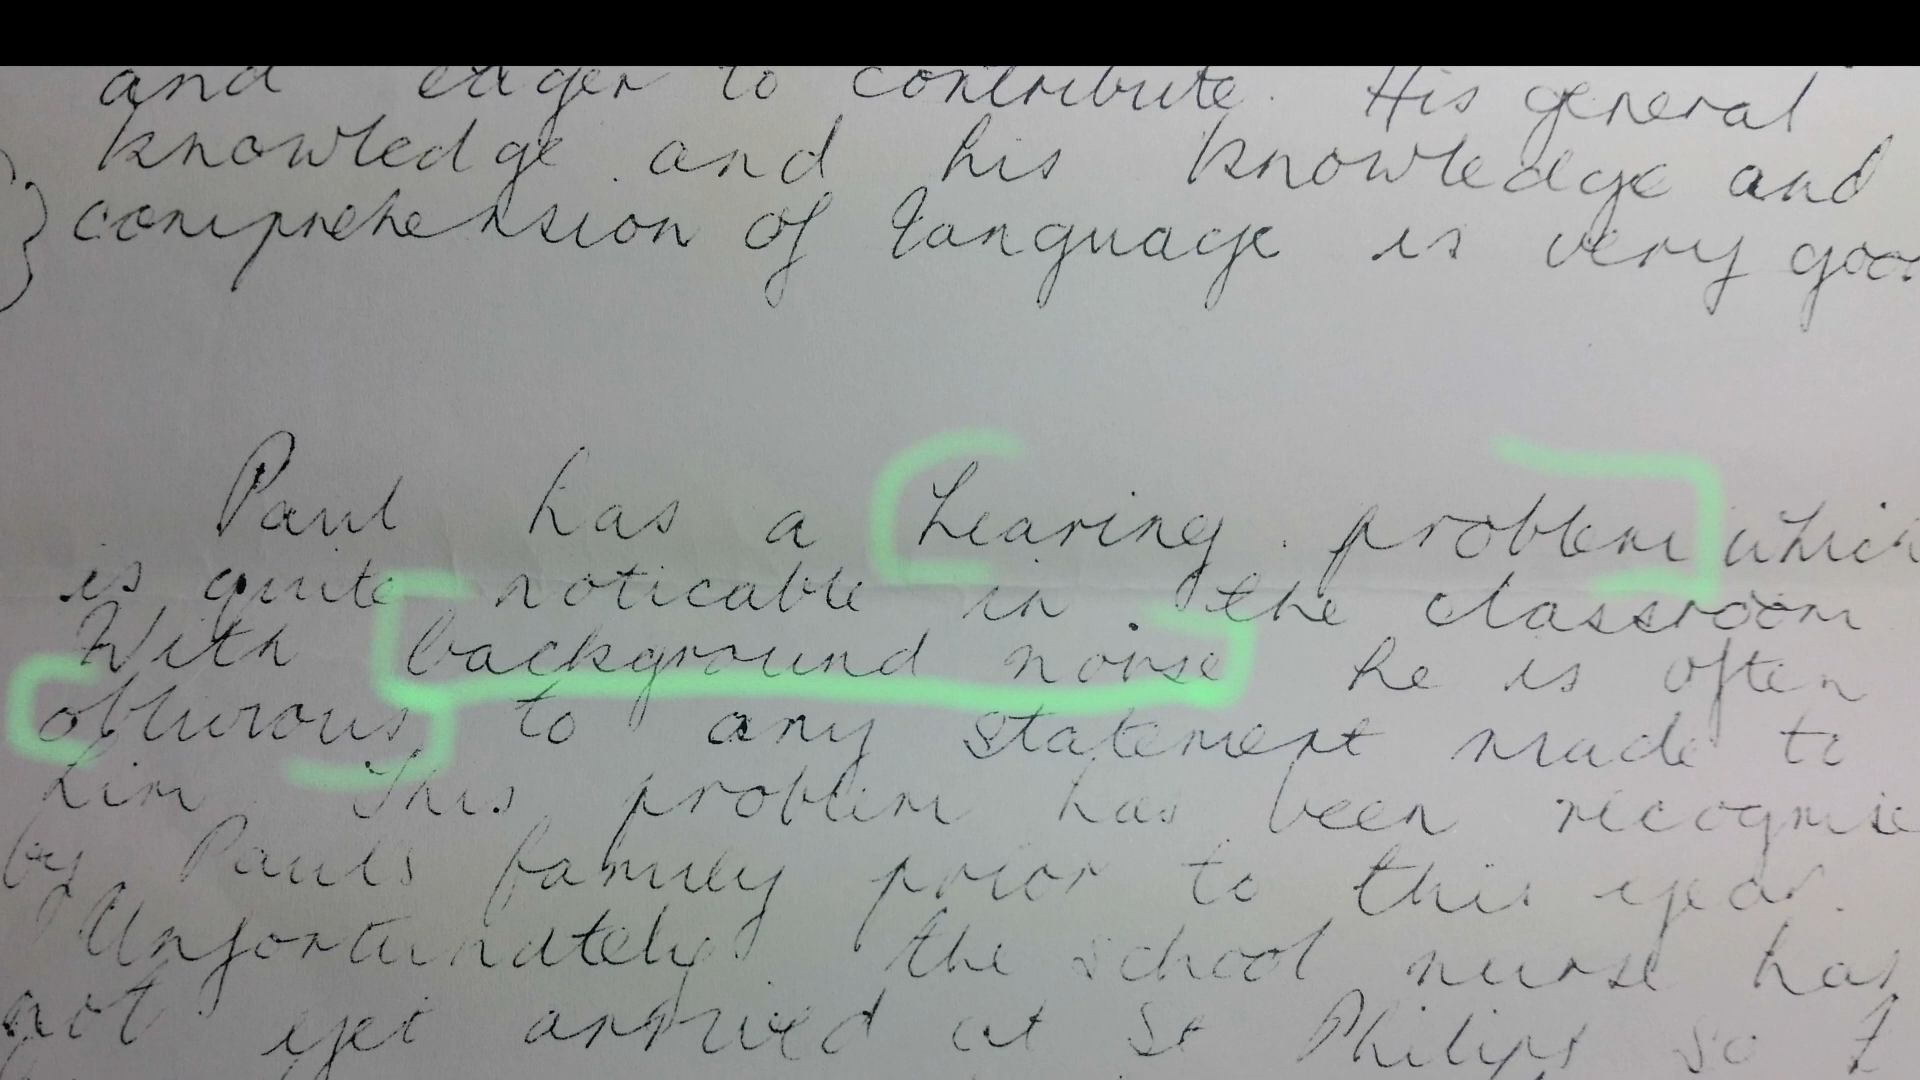 and eager to contribute. His general
knowledge and his knowledge and
comprehension of language is very good
Paul has a hearing problem which
is quite noticable in the classroom
With background noise he is often
oblivious to any statement made to
him. This problem has been recognise
by Pauls family prior to this year.
Unfortunately the school nurse has
not yet arrived at St Philips so I